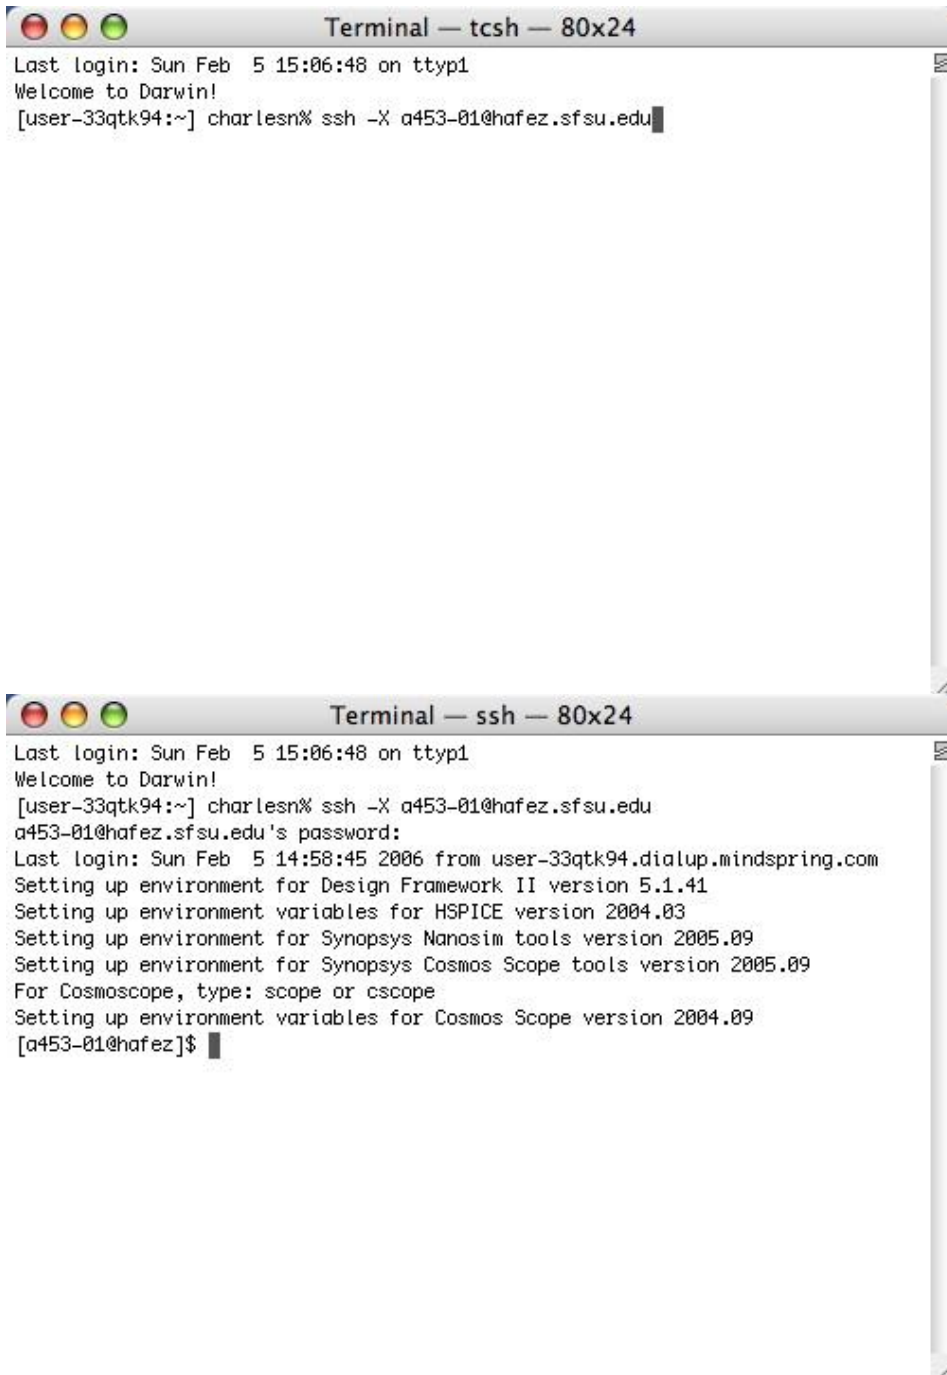 Terminal — tcsh — 80x24
Last login: Sun Feb  5 15:06:48 on ttyp1
Welcome to Darwin!
[user-33qtk94:~] charlesn% ssh -X a453-01@hafez.sfsu.edu
Terminal — ssh — 80x24
Last login: Sun Feb  5 15:06:48 on ttyp1
Welcome to Darwin!
[user-33qtk94:~] charlesn% ssh -X a453-01@hafez.sfsu.edu
a453-01@hafez.sfsu.edu's password:
Last login: Sun Feb  5 14:58:45 2006 from user-33qtk94.dialup.mindspring.com
Setting up environment for Design Framework II version 5.1.41
Setting up environment variables for HSPICE version 2004.03
Setting up environment for Synopsys Nanosim tools version 2005.09
Setting up environment for Synopsys Cosmos Scope tools version 2005.09
For Cosmoscope, type: scope or cscope
Setting up environment variables for Cosmos Scope version 2004.09
[a453-01@hafez]$